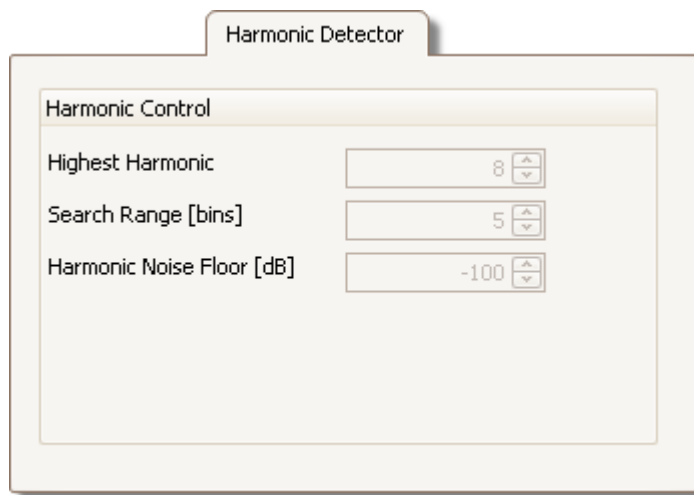 Harmonic Detector
Harmonic Control
Highest Harmonic 8
Search Range [bins] 5
Harmonic Noise Floor [dB] -100